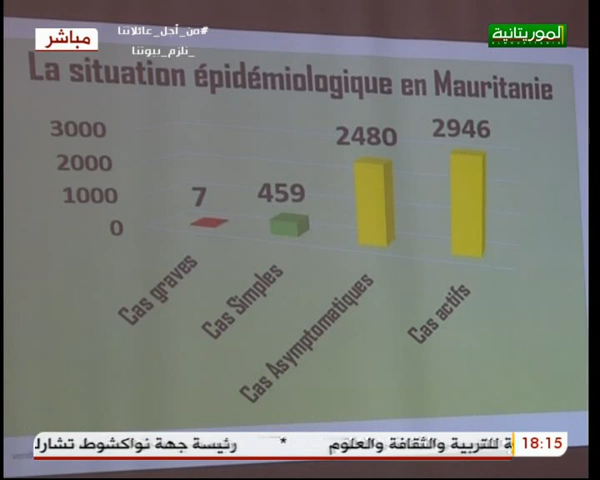 مباشر
#من_أجل_عائلاتنا
_نلزم_بيوتنا
الموريتانية
La situation épidémiologique en Mauritanie
3000
2000
1000
0
7
459
2480
2946
Cas graves
Cas Simples
Cas Asymptomatiques
Cas actifs
ة للتربية والثقافة والعلوم * رئيسة جهة نواكشوط تشارك
18:15